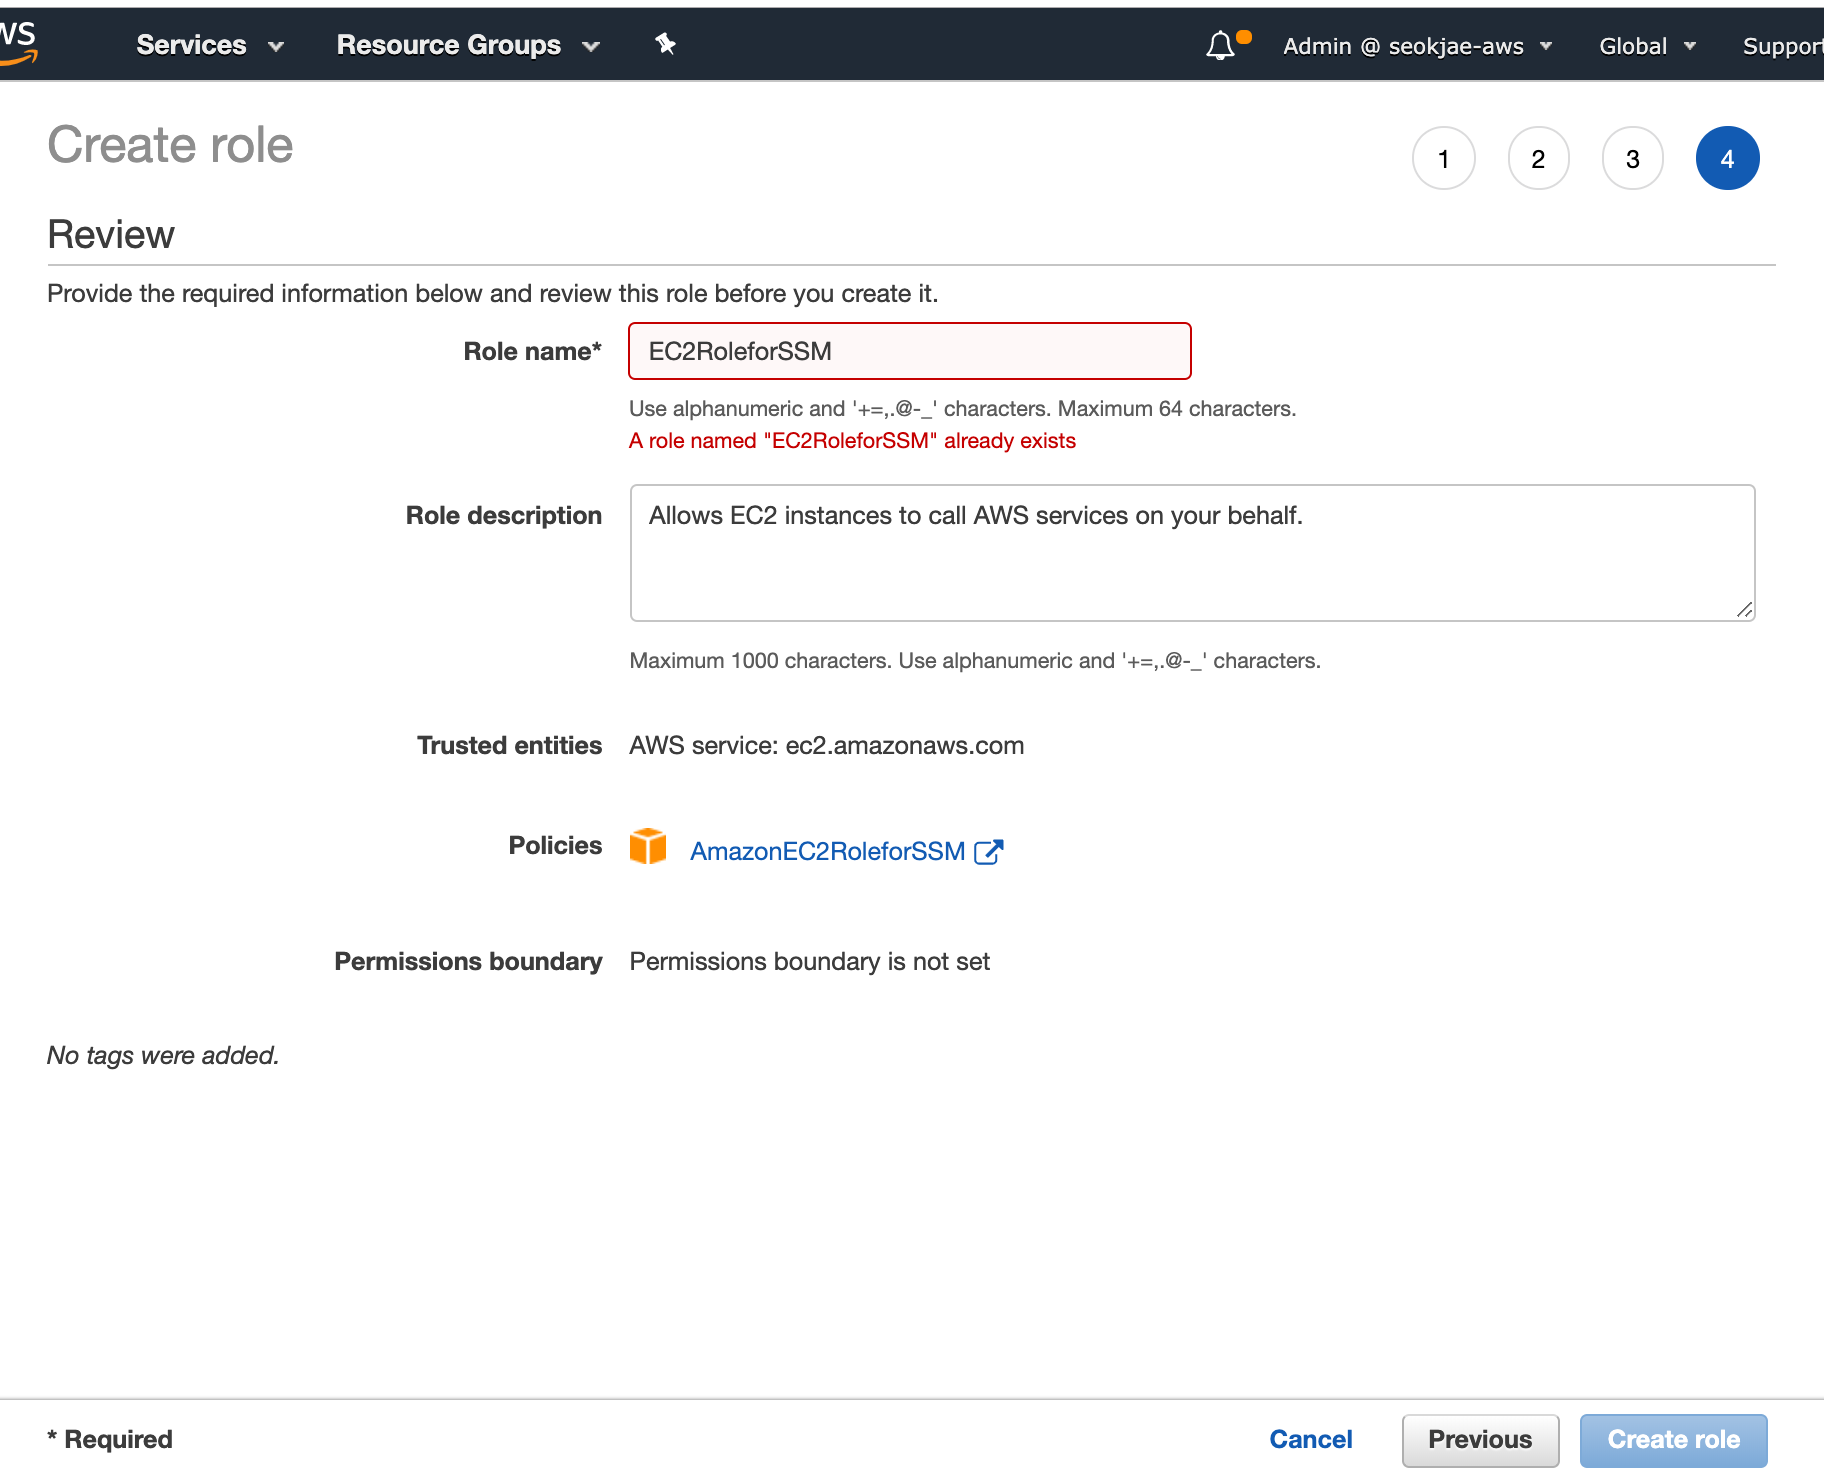 Services Resource Groups Admin @ seokjae-aws Global Support
Create role 1 2 3 4
Review
Provide the required information below and review this role before you create it.
Role name* EC2RoleforSSM
Use alphanumeric and '+=,.@-_' characters. Maximum 64 characters.
A role named "EC2RoleforSSM" already exists
Role description Allows EC2 instances to call AWS services on your behalf.
Maximum 1000 characters. Use alphanumeric and '+=,.@-_' characters.
Trusted entities AWS service: ec2.amazonaws.com
Policies AmazonEC2RoleforSSM
Permissions boundary Permissions boundary is not set
No tags were added.
* Required Cancel Previous Create role